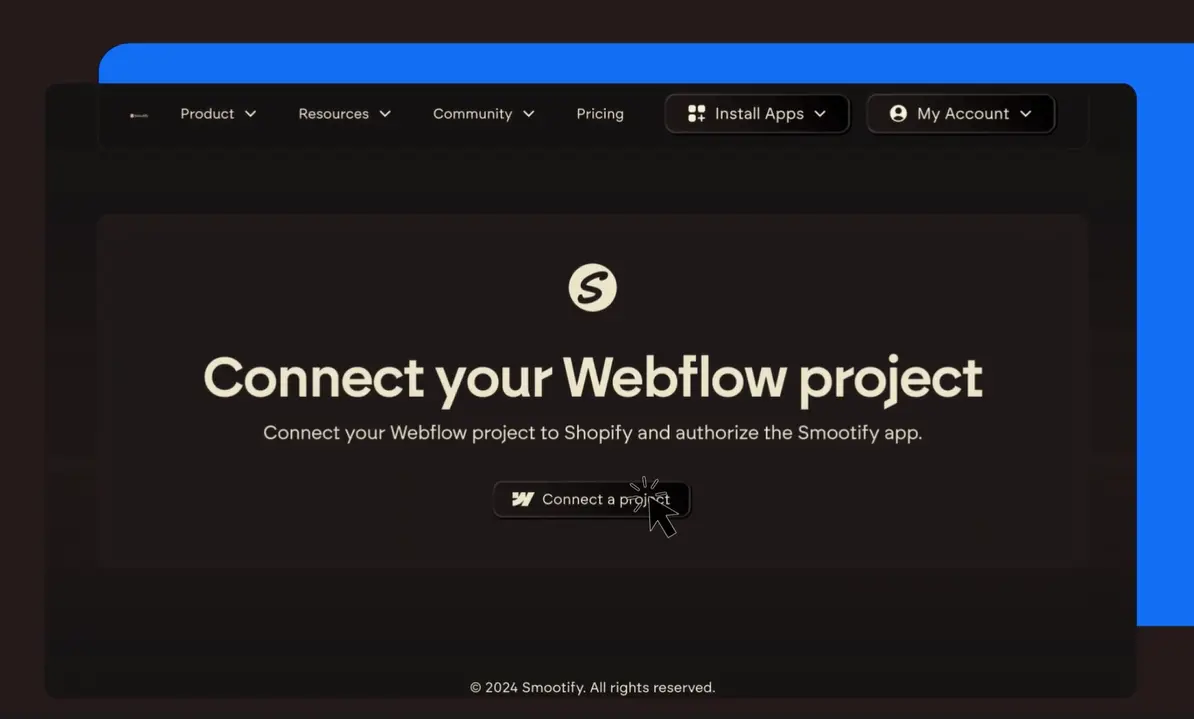 Product
Resources
Community
Pricing
Install Apps
My Account
S
Connect your Webflow project
Connect your Webflow project to Shopify and authorize the Smootify app.
Connect a project
© 2024 Smootify. All rights reserved.